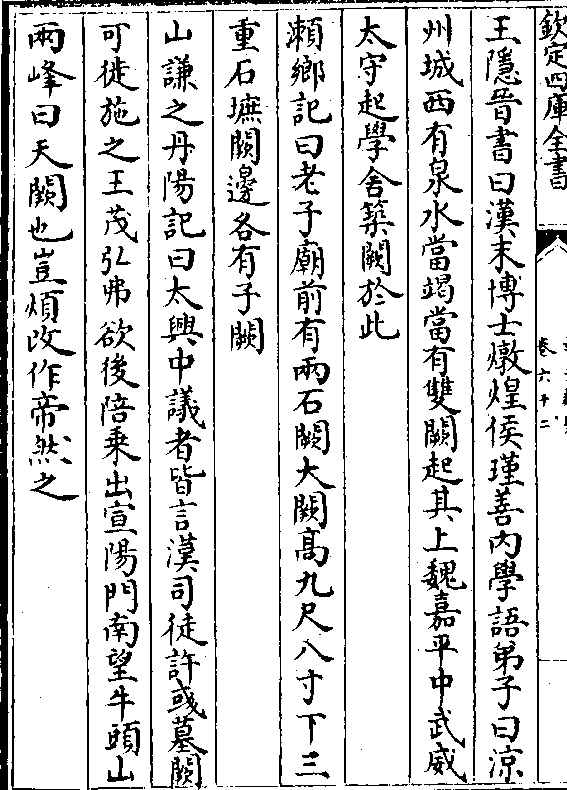 欽定四庫全書
卷六十二
王隱晉書曰漢末博士燉煌侯瑾善内學語弟子曰涼
州城西有泉水當竭當有雙闕起其上魏嘉平中武威
太守起學舍築闕於此
瀨鄉記曰老子廟前有兩石闕大闕高九尺八寸下三
重石壚闕邊各有子闕
山謙之丹陽記曰太興中議者皆言漢司徒許或墓闕
可徙施之王茂弘弗欲後陪乘出宣陽門南望牛頭山
兩峰曰天闕也豈煩改作帝然之